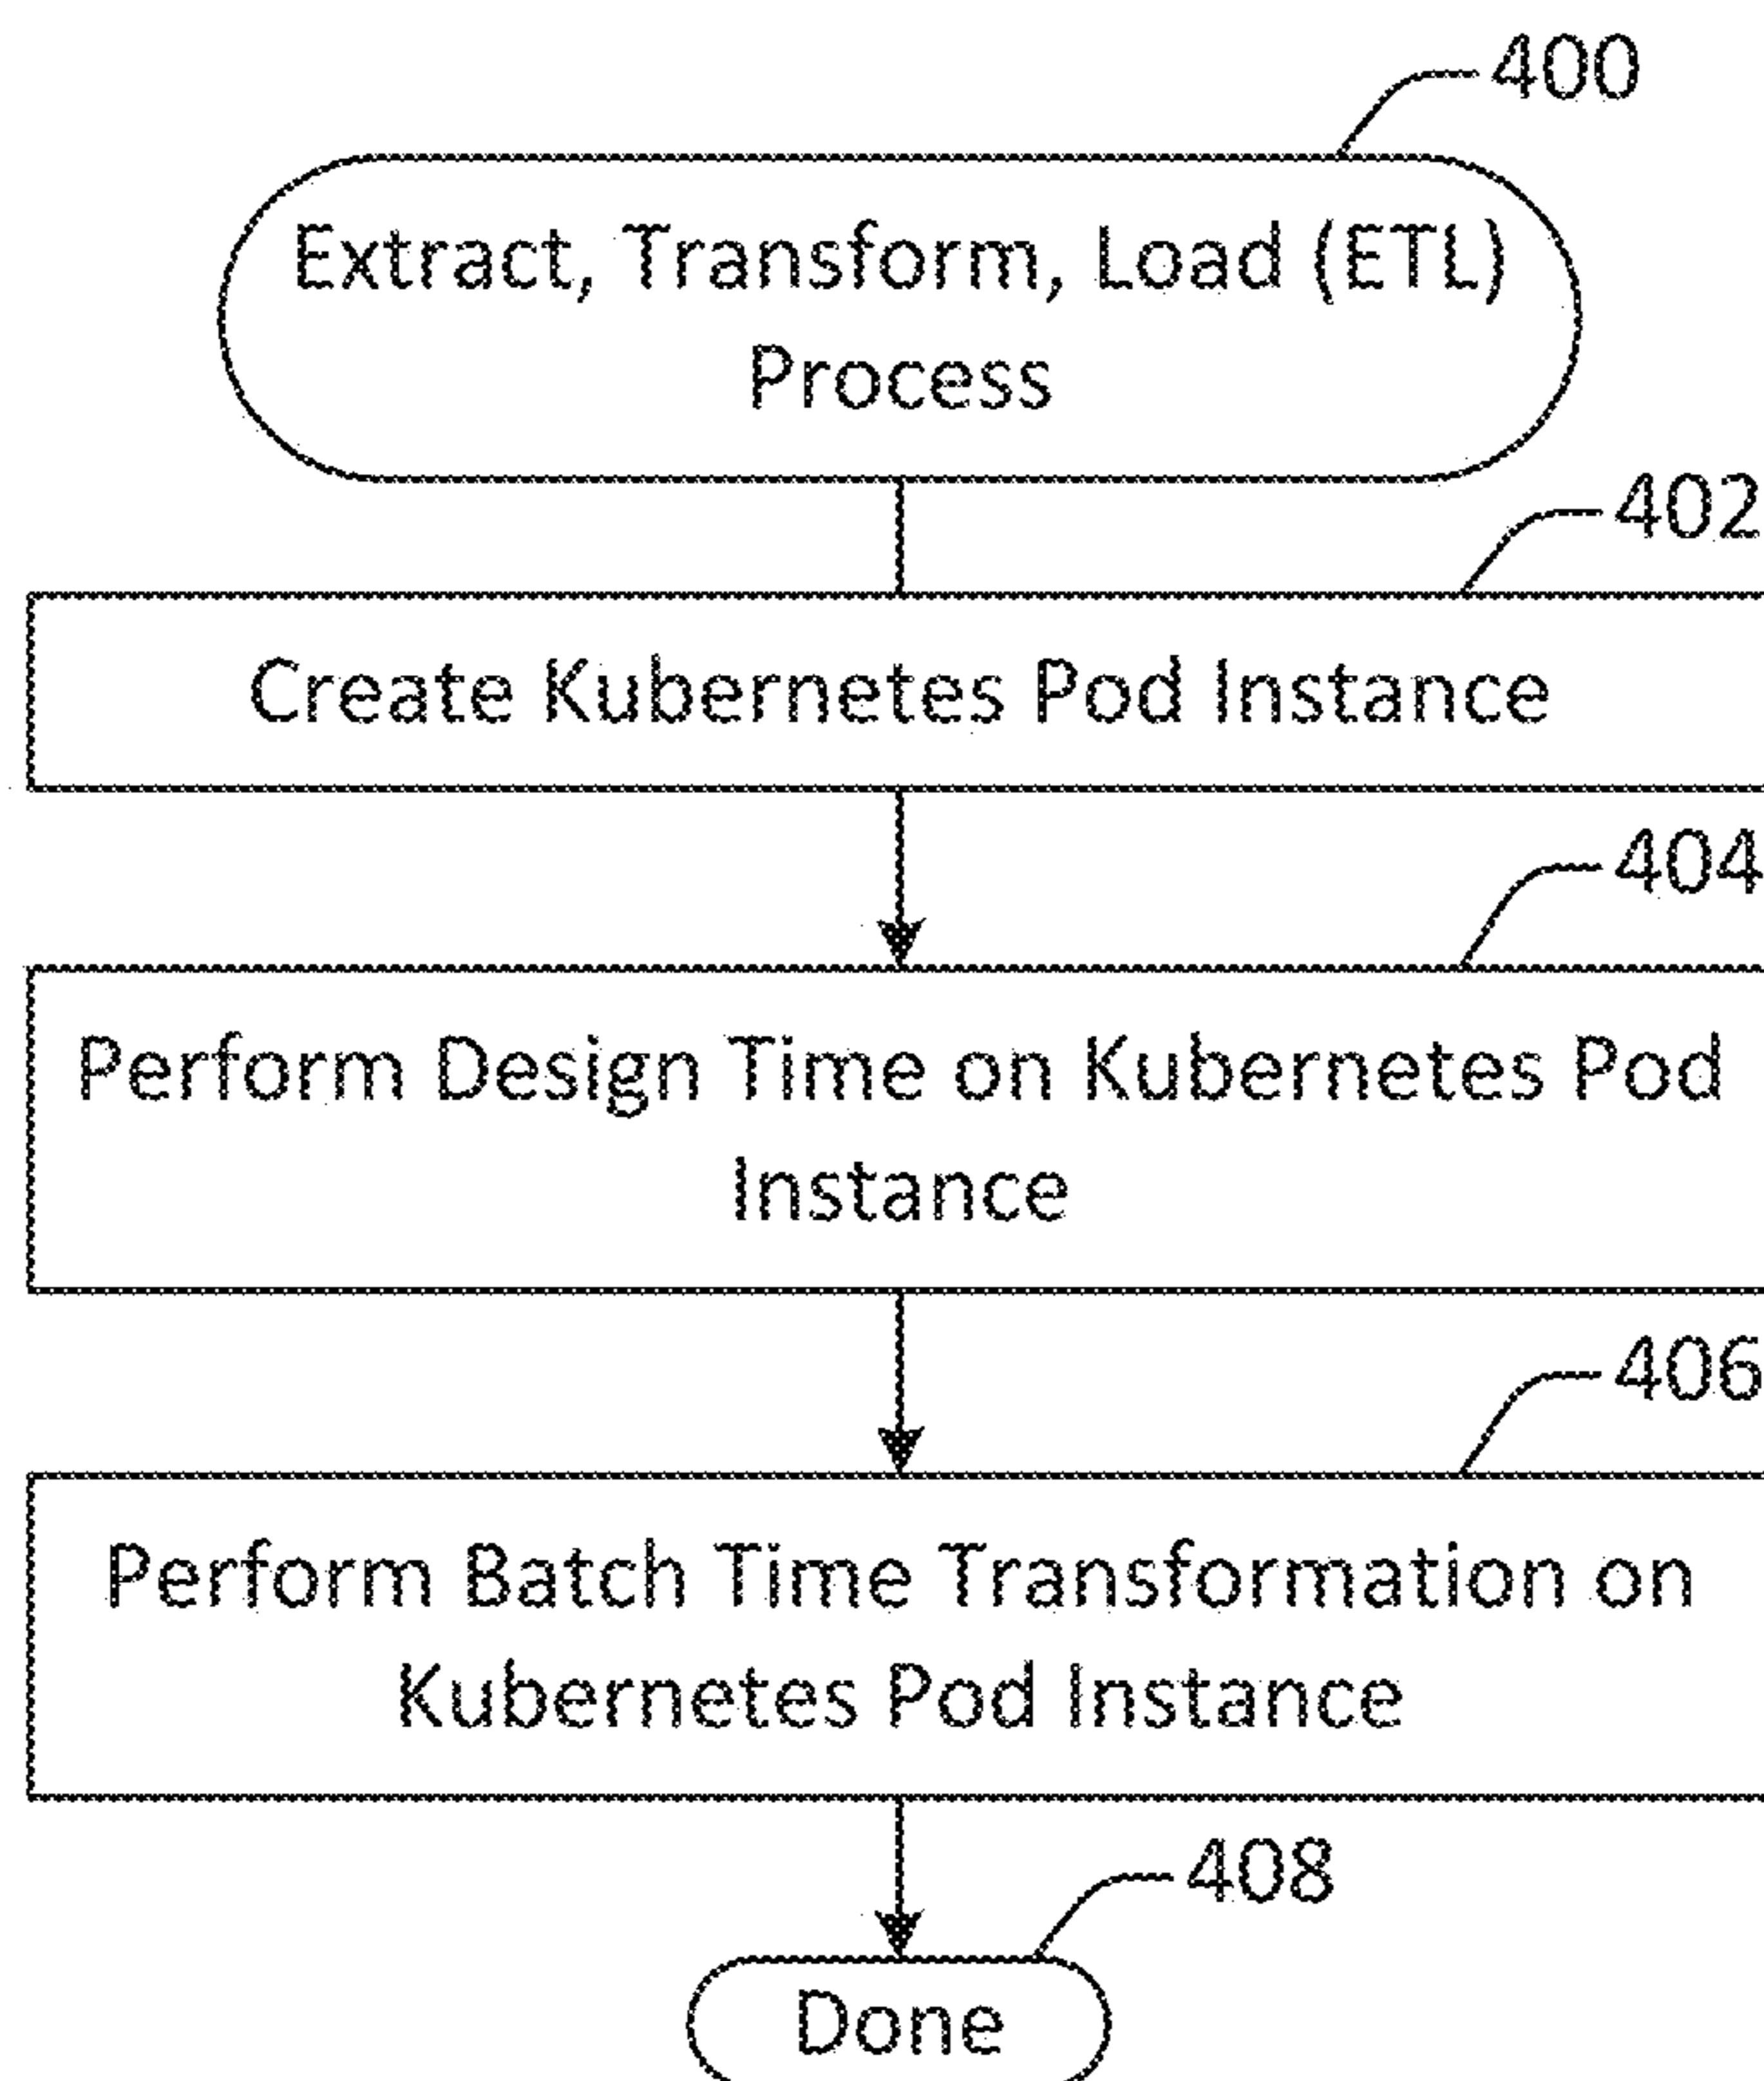 400
Extract, Transform, Load (ETL)
Process
402
Create Kubernetes Pod Instance
404
Perform Design Time on Kubernetes Pod
Instance
406
Perform Batch Time Transformation on
Kubernetes Pod Instance
408
Done